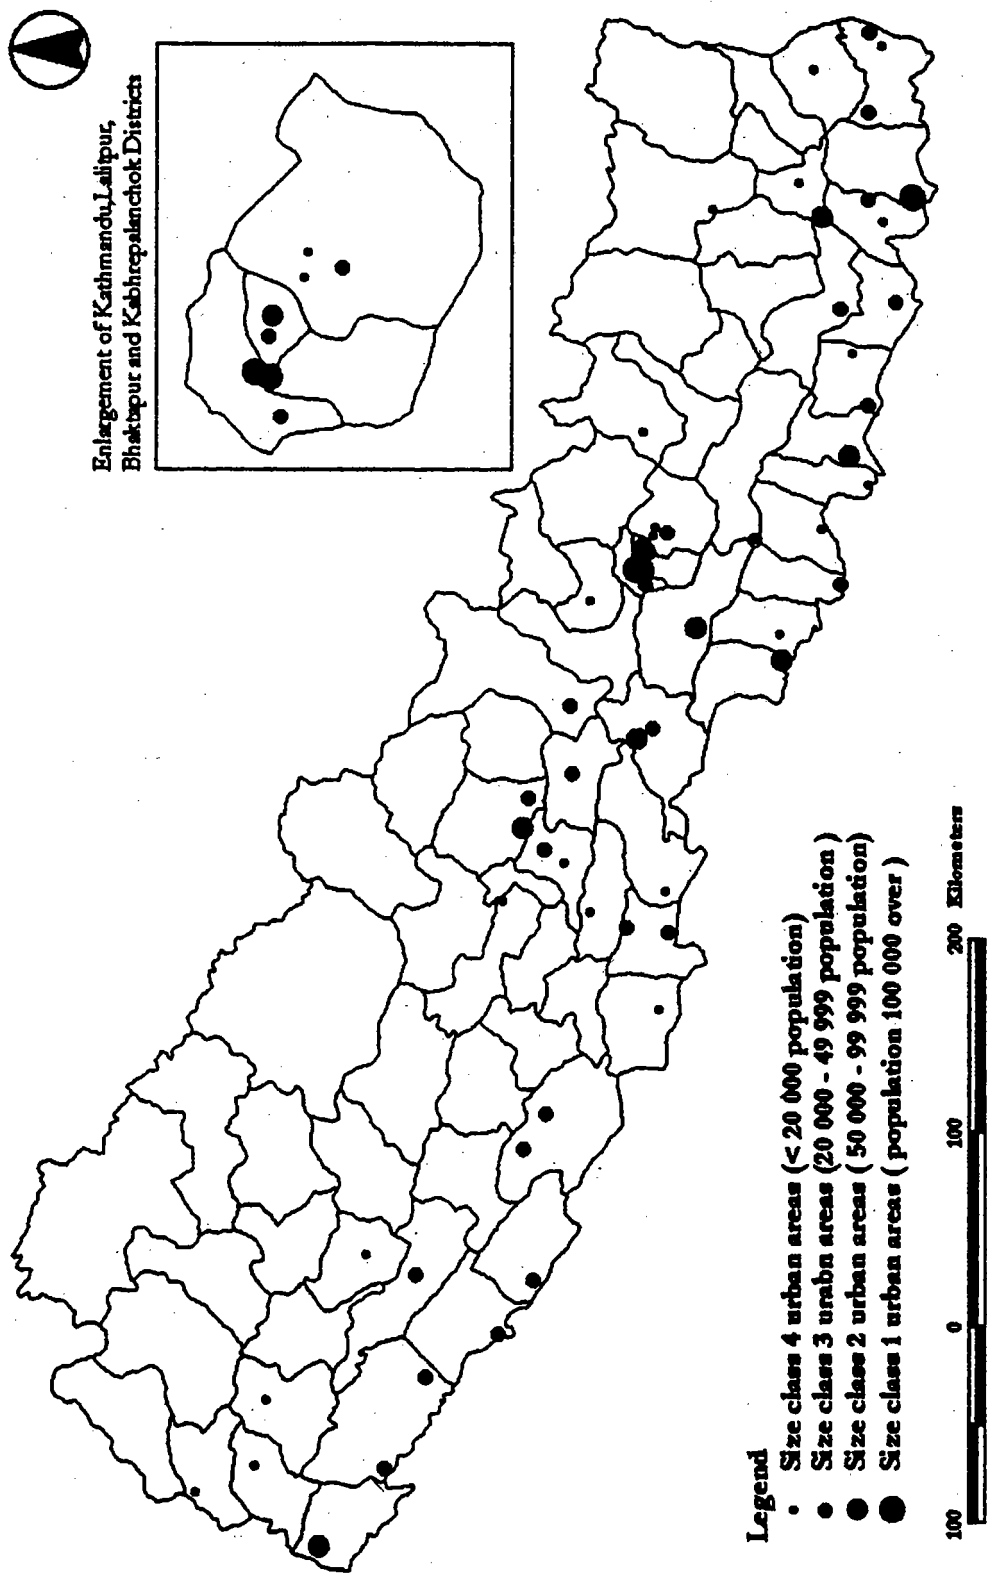 Enlargement of Kathmandu, Lalitpur,
Bhaktapur and Kabhrepalanchok Districts
Legend
Size class 4 urban areas (< 20 000 population)
Size class 3 urabn areas (20 000 - 49 999 population )
Size class 2 urban areas ( 50 000 - 99 999 population)
Size class 1 urban areas ( population 100 000 over )
100 0 100 200 Kilometers